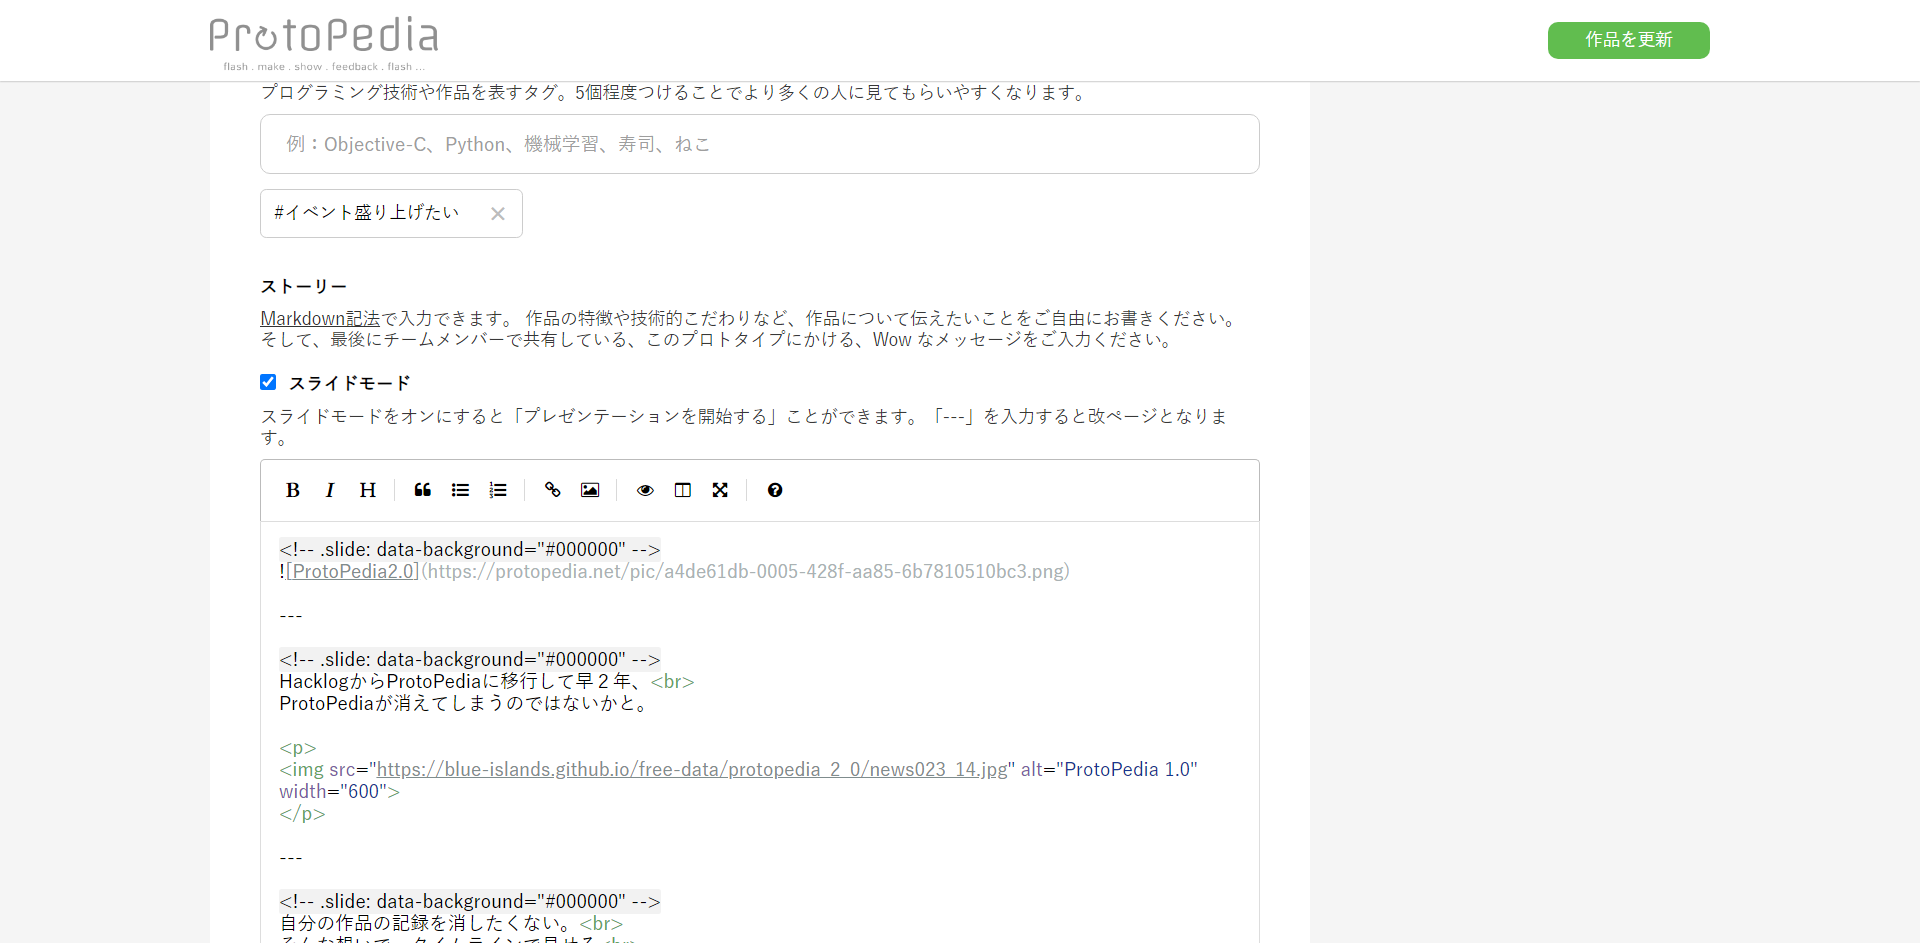 ProtoPedia
flash . make . show . feedback . flash ...
作品を更新
プログラミング技術や作品を表すタグ。5個程度つけることでより多くの人に見てもらいやすくなります。
例：Objective-C、Python、機械学習、寿司、ねこ
#イベント盛り上げたい ×
ストーリー
Markdown記法で入力できます。 作品の特徴や技術的こだわりなど、作品について伝えたいことをご自由にお書きください。
そして、最後にチームメンバーで共有している、このプロトタイプにかける、Wow なメッセージをご入力ください。
スライドモード
スライドモードをオンにすると「プレゼンテーションを開始する」ことができます。「---」を入力すると改ページとなりま
す。
B I H
<!-- .slide: data-background="#000000" -->
![ProtoPedia2.0](https://protopedia.net/pic/a4de61db-0005-428f-aa85-6b7810510bc3.png)
---
<!-- .slide: data-background="#000000" -->
HacklogからProtoPediaに移行して早２年、<br>
ProtoPediaが消えてしまうのではないかと。
<p>
<img src="https://blue-islands.github.io/free-data/protopedia_2_0/news023_14.jpg" alt="ProtoPedia 1.0"
width="600">
</p>
---
<!-- .slide: data-background="#000000" -->
自分の作品の記録を消したくない。<br>
そんな想いで、タイムラインで見せる<br>